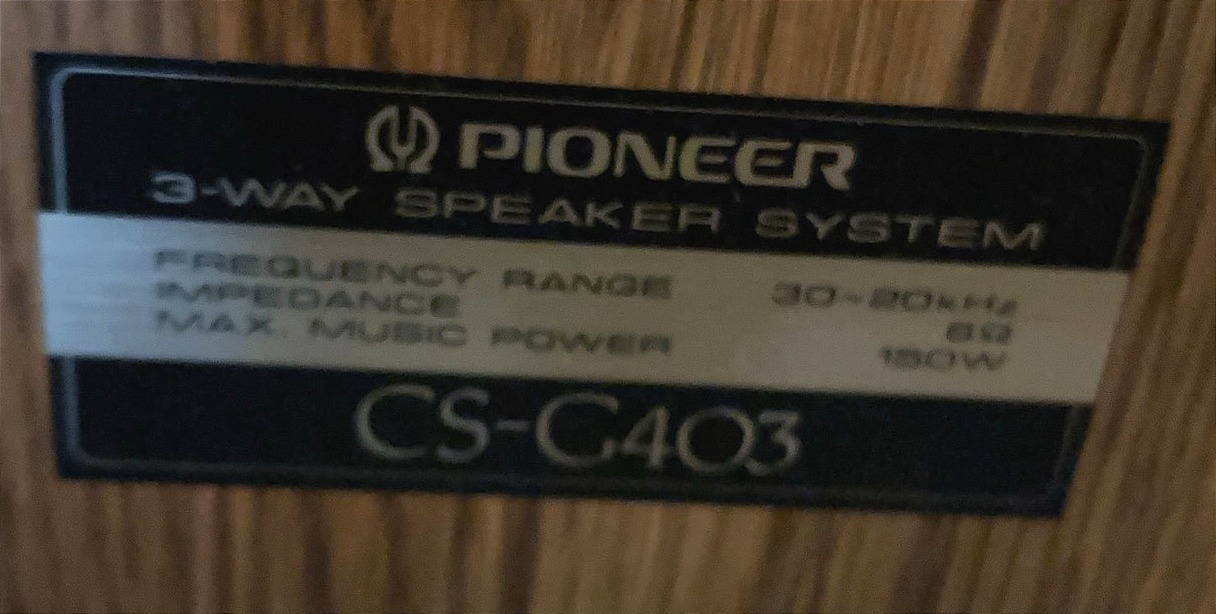 PIONEER
3-WAY SPEAKER SYSTEM
FREQUENCY RANGE 30~20kHz
IMPEDANCE 8Ω
MAX. MUSIC POWER 150W
CS-G403